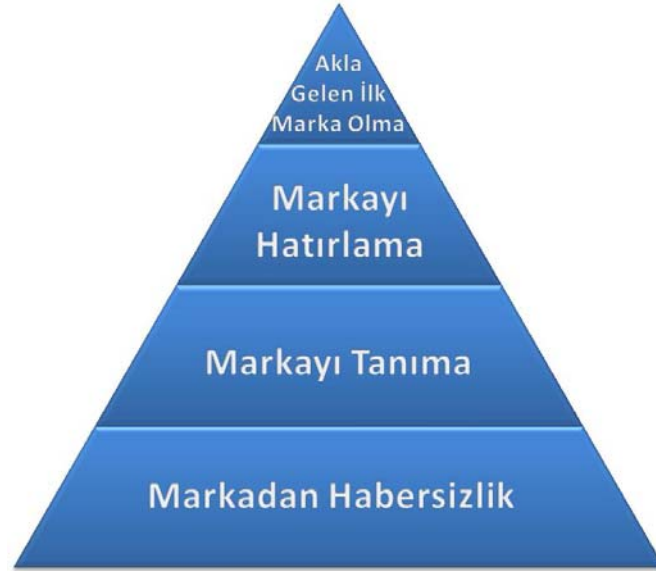 Akla
Gelen İlk
Marka Olma
Markayı
Hatırlama
Markayı Tanıma
Markadan Habersizlik